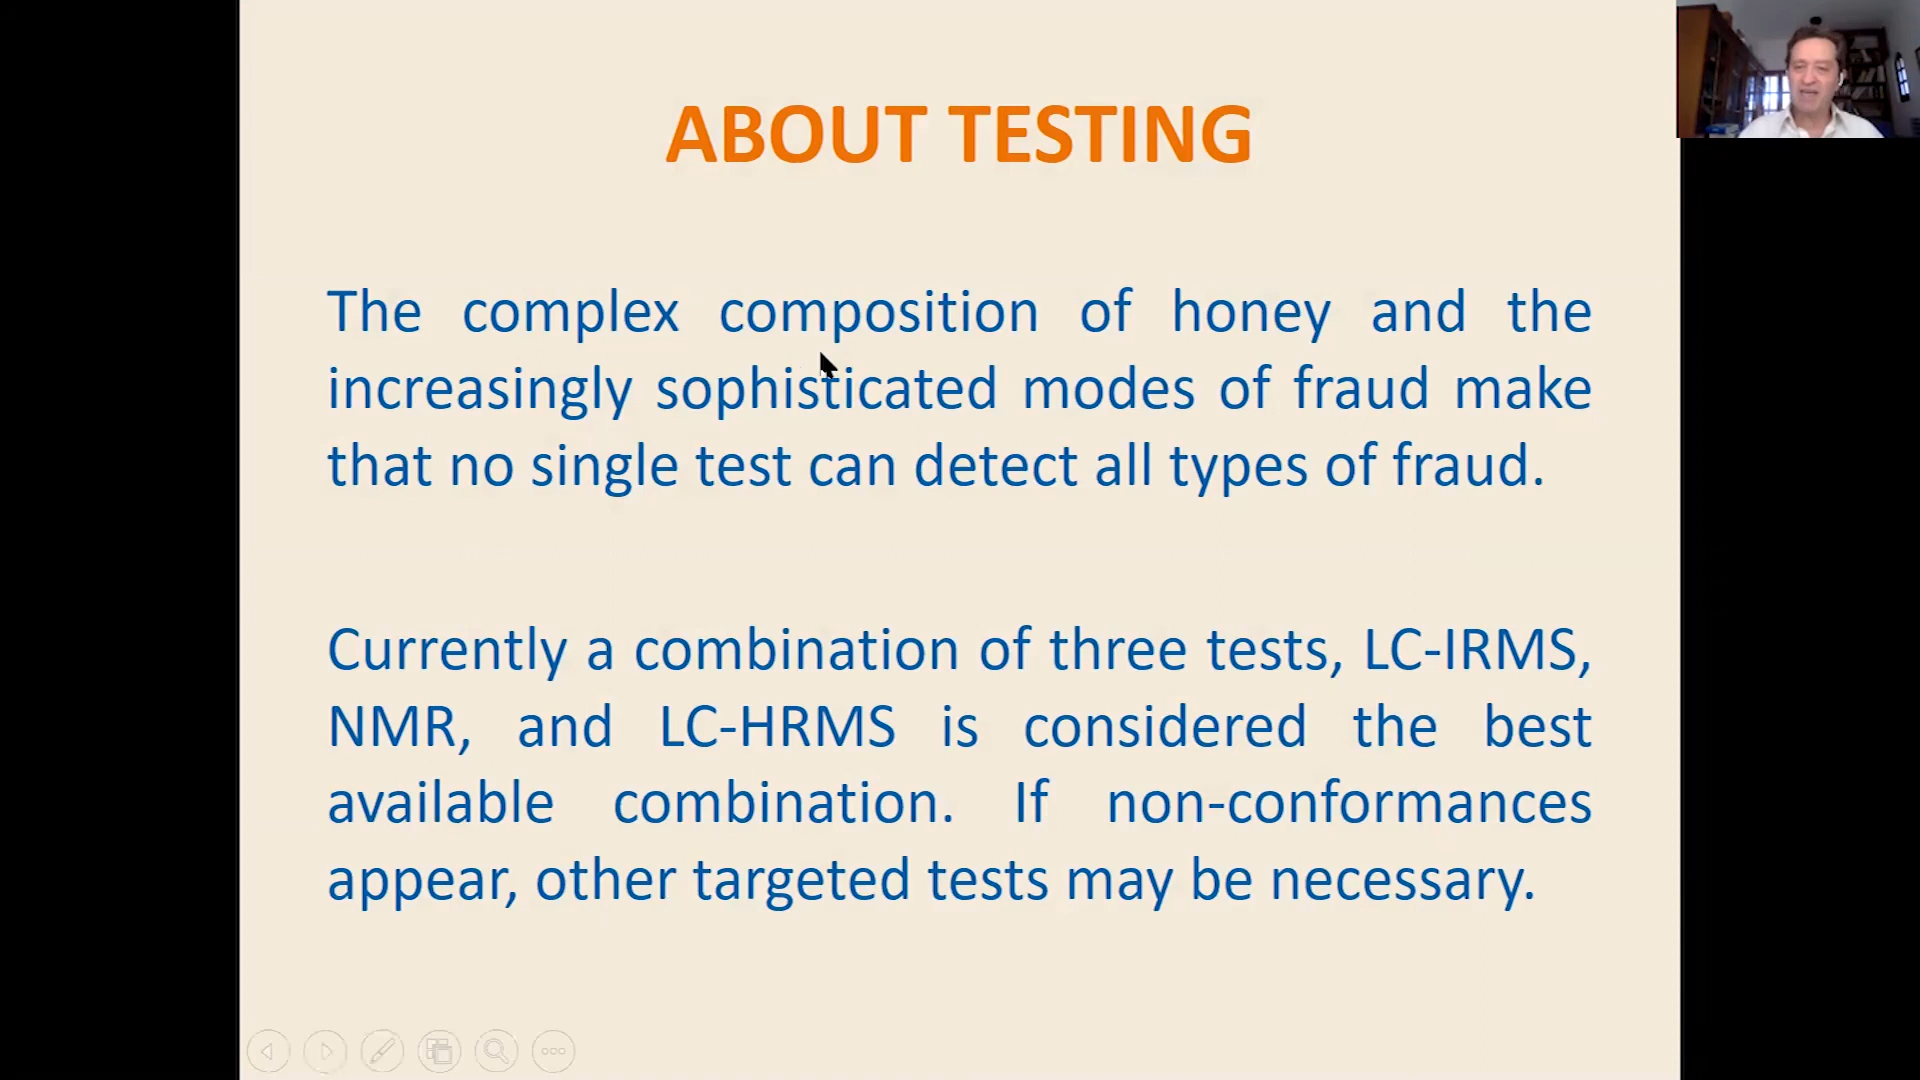 ABOUT TESTING
The complex composition of honey and the
increasingly sophisticated modes of fraud make
that no single test can detect all types of fraud.
Currently a combination of three tests, LC-IRMS,
NMR, and LC-HRMS is considered the best
available combination. If non-conformances
appear, other targeted tests may be necessary.